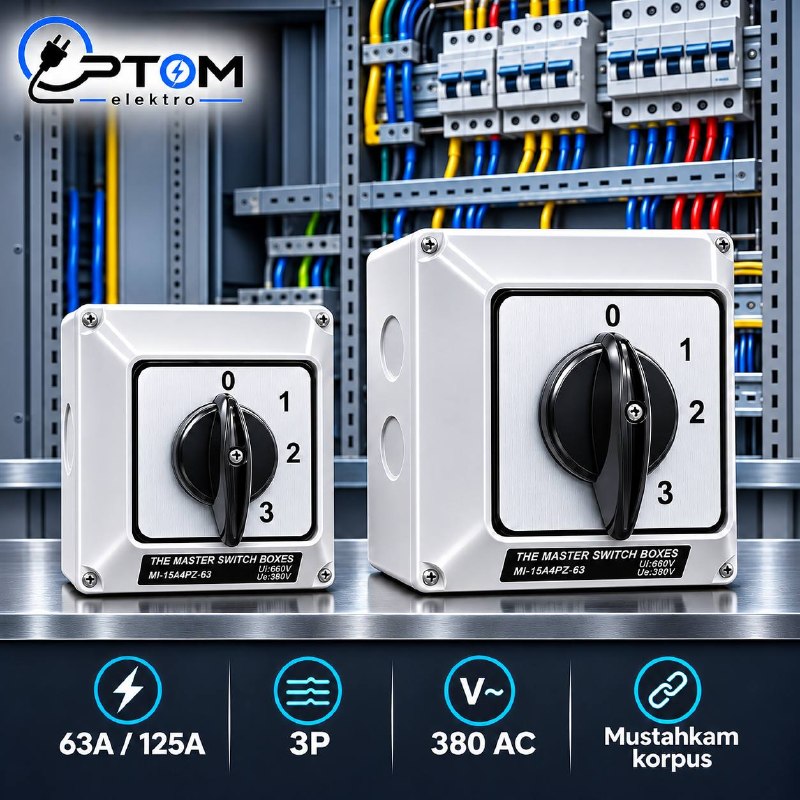 OPTOM
elektro
0
1
2
3
THE MASTER SWITCH BOXES
MI-15A4PZ-63
Ui:660V
Ue:380V
0
1
2
3
THE MASTER SWITCH BOXES
MI-15A4PZ-63
Ui:660V
Ue:380V
63A / 125A
3P
V~
380 AC
Mustahkam
korpus